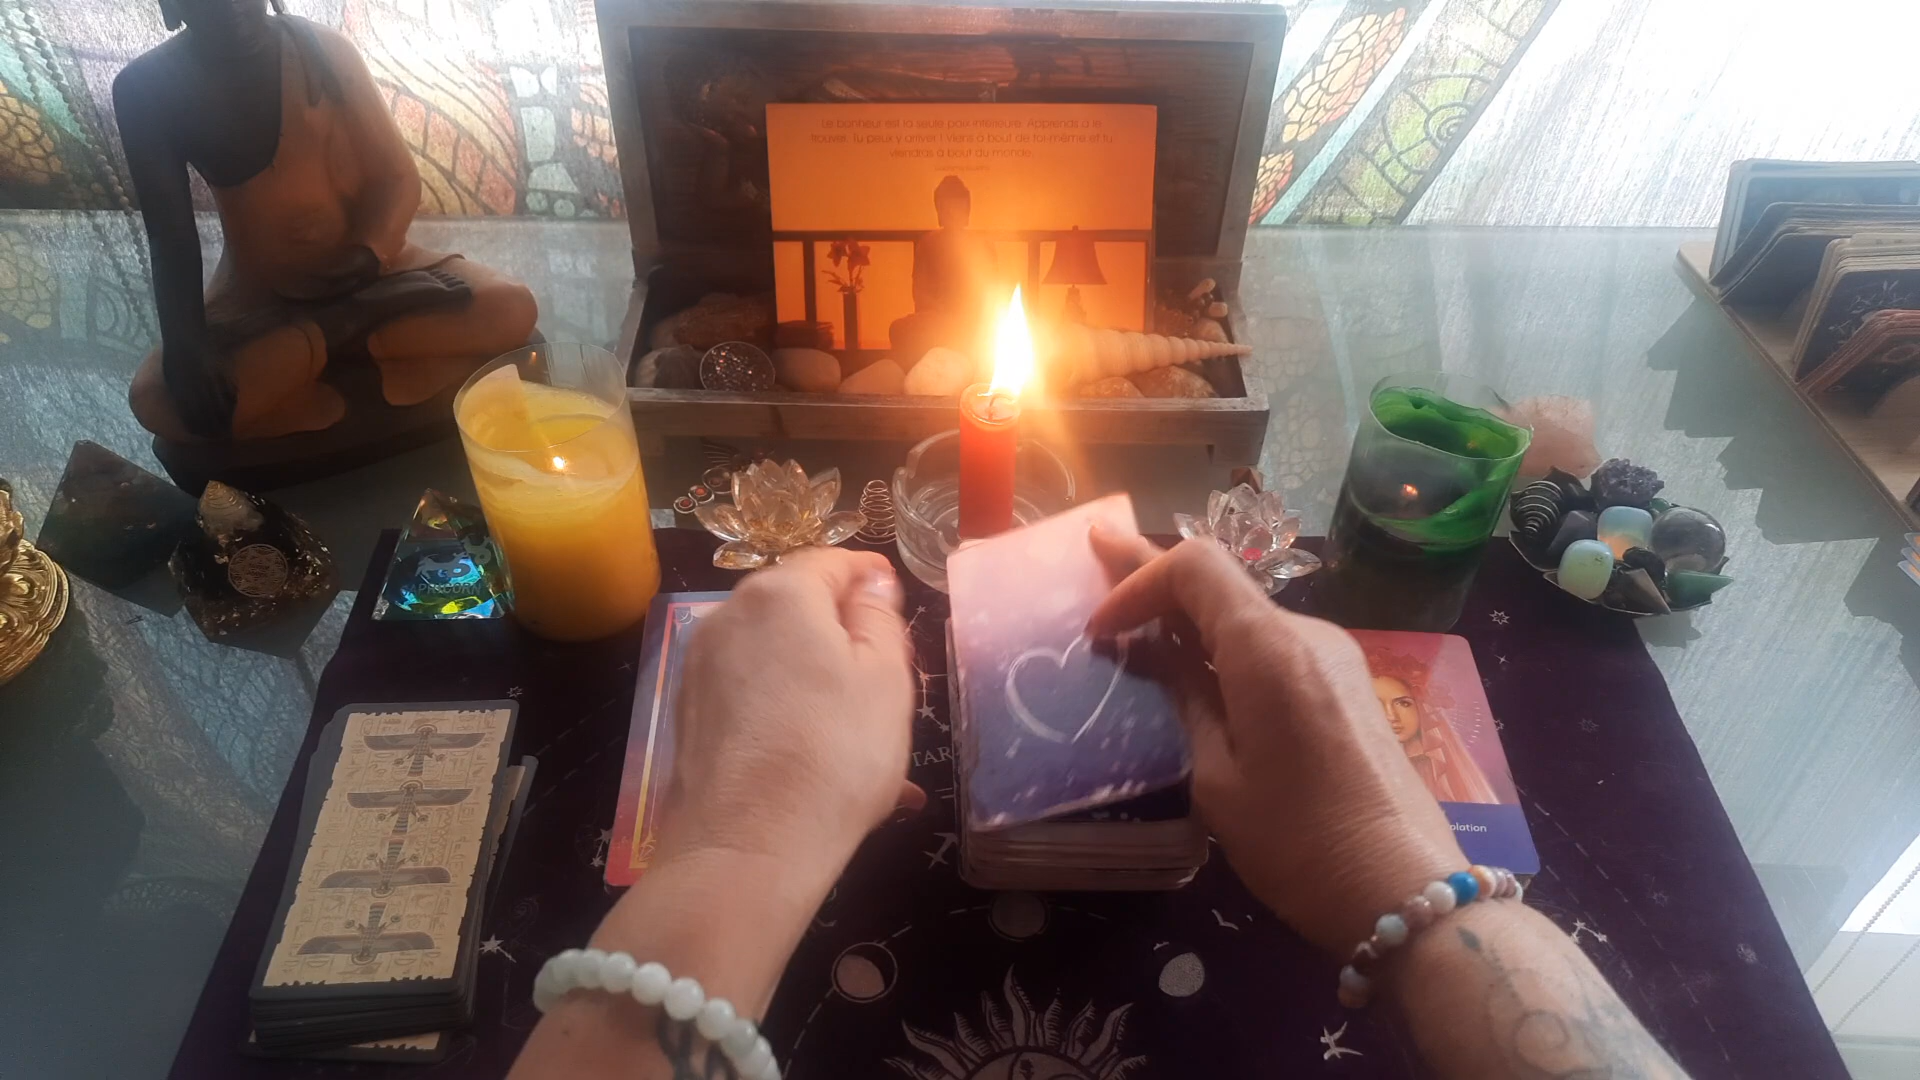 Le bonheur est la seule paix intérieure. Apprends à le
trouver. Tu peux y arriver ! Viens à bout de toi-même et tu
viendras à bout du monde.
CAPRICORN
TAR
olation